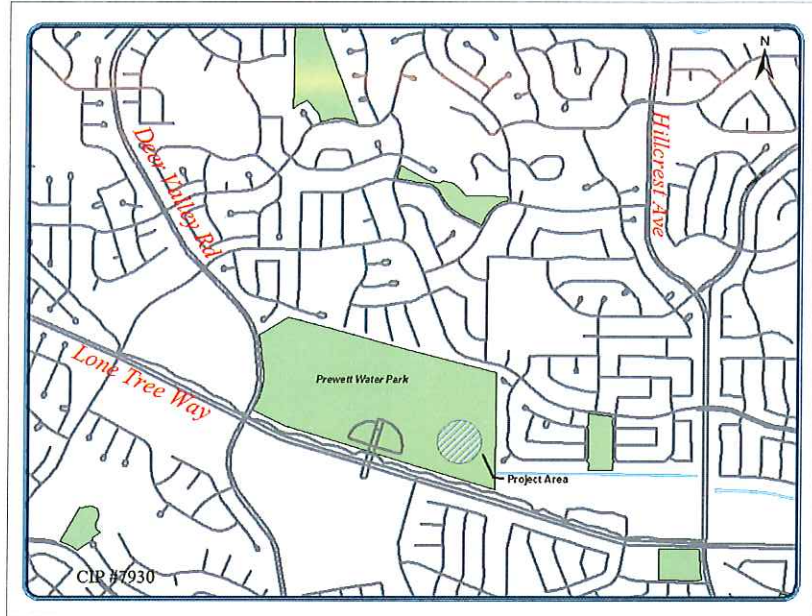 N
Hillcrest Ave
Deer Valley Rd
Lone Tree Way
Prewett Water Park
Project Area
CIP #7930